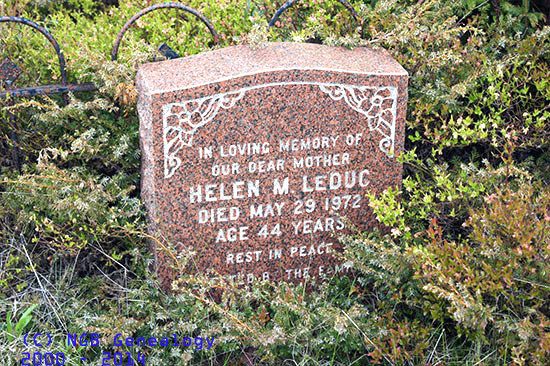 IN LOVING MEMORY OF
OUR DEAR MOTHER
HELEN M. LEDUC
DIED MAY 29 1972
AGE 44 YEARS
REST IN PEACE
THE
(C) NGB Genealogy
2000 - 2014